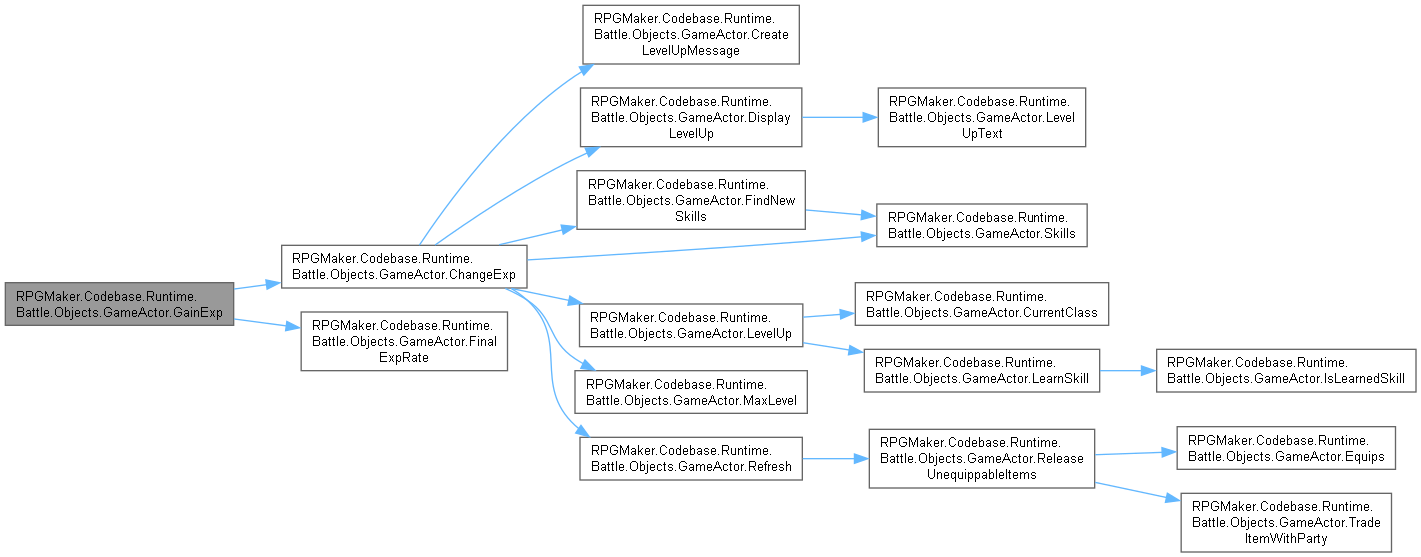 RPGMaker.Codebase.Runtime.
Battle.Objects.GameActor.GainExp
RPGMaker.Codebase.Runtime.
Battle.Objects.GameActor.ChangeExp
RPGMaker.Codebase.Runtime.
Battle.Objects.GameActor.Final
ExpRate
RPGMaker.Codebase.Runtime.
Battle.Objects.GameActor.Create
LevelUpMessage
RPGMaker.Codebase.Runtime.
Battle.Objects.GameActor.Display
LevelUp
RPGMaker.Codebase.Runtime.
Battle.Objects.GameActor.FindNew
Skills
RPGMaker.Codebase.Runtime.
Battle.Objects.GameActor.LevelUp
RPGMaker.Codebase.Runtime.
Battle.Objects.GameActor.MaxLevel
RPGMaker.Codebase.Runtime.
Battle.Objects.GameActor.Refresh
RPGMaker.Codebase.Runtime.
Battle.Objects.GameActor.Level
UpText
RPGMaker.Codebase.Runtime.
Battle.Objects.GameActor.Skills
RPGMaker.Codebase.Runtime.
Battle.Objects.GameActor.CurrentClass
RPGMaker.Codebase.Runtime.
Battle.Objects.GameActor.LearnSkill
RPGMaker.Codebase.Runtime.
Battle.Objects.GameActor.Release
UnequippableItems
RPGMaker.Codebase.Runtime.
Battle.Objects.GameActor.IsLearnedSkill
RPGMaker.Codebase.Runtime.
Battle.Objects.GameActor.Equips
RPGMaker.Codebase.Runtime.
Battle.Objects.GameActor.Trade
ItemWithParty